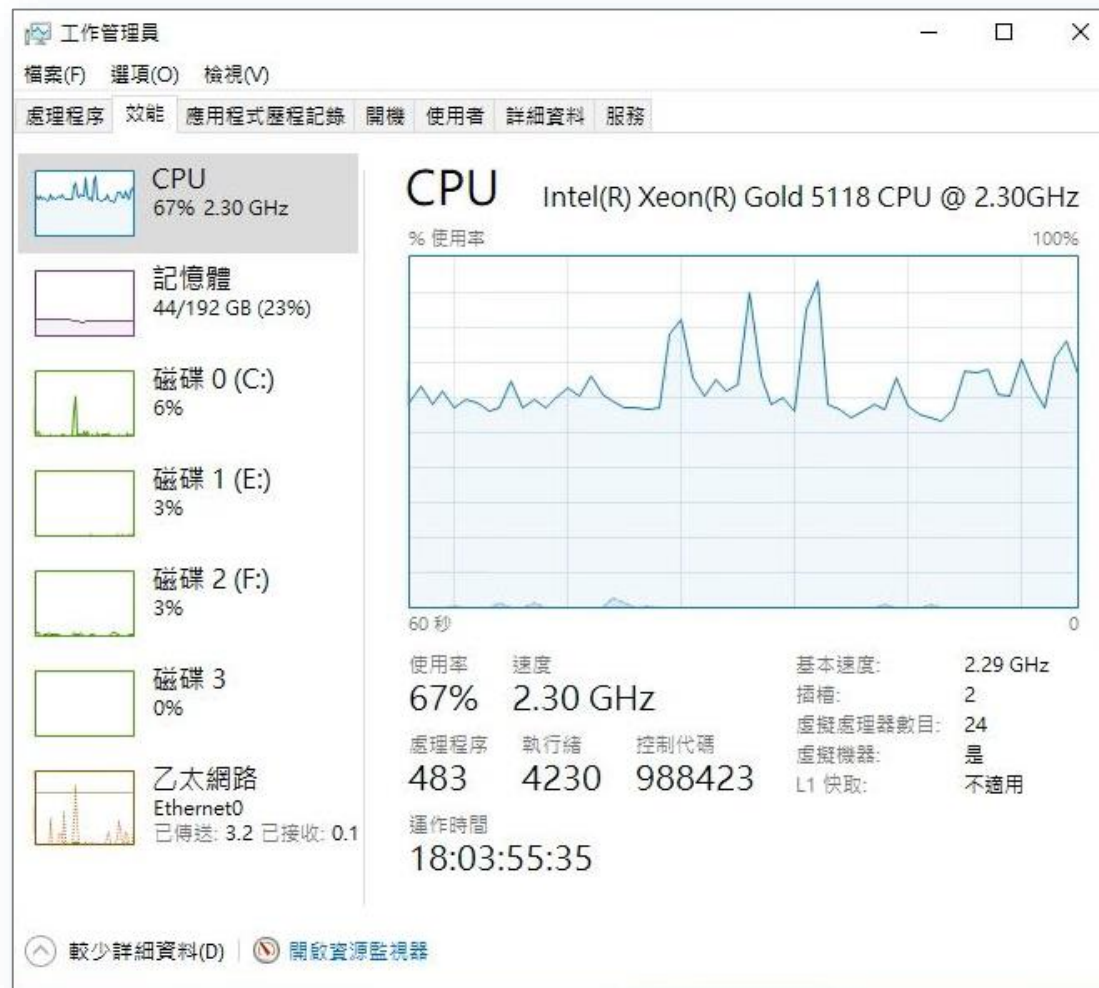 工作管理員
檔案(F) 選項(O) 檢視(V)
處理程序 效能 應用程式歷程記錄 開機 使用者 詳細資料 服務
CPU
67% 2.30 GHz
記憶體
44/192 GB (23%)
磁碟 0 (C:)
6%
磁碟 1 (E:)
3%
磁碟 2 (F:)
3%
磁碟 3
0%
乙太網路
Ethernet0
已傳送: 3.2 已接收: 0.1
CPU Intel(R) Xeon(R) Gold 5118 CPU @ 2.30GHz
% 使用率 100%
60 秒 0
使用率 速度
67% 2.30 GHz
處理程序 執行緒 控制代碼
483 4230 988423
運作時間
18:03:55:35
基本速度: 2.29 GHz
插槽: 2
虛擬處理器數目: 24
虛擬機器: 是
L1 快取: 不適用
較少詳細資料(D) 開啟資源監視器